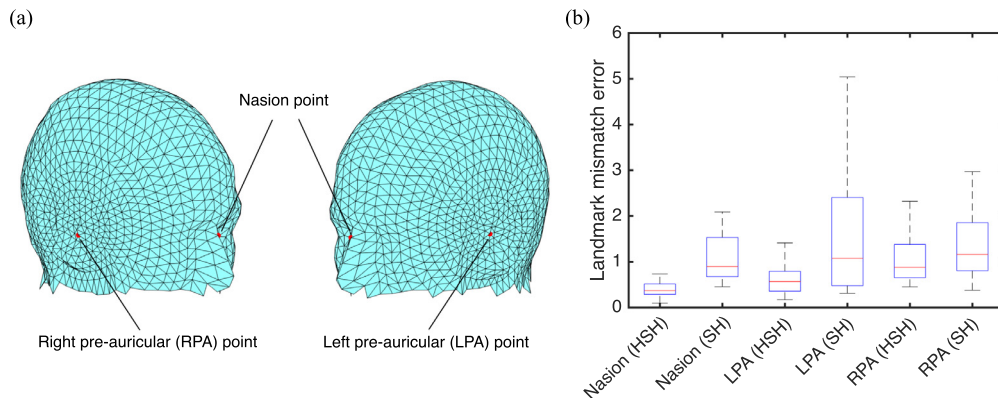 (a)
Nasion point
Right pre-auricular (RPA) point
Left pre-auricular (LPA) point
(b)
Landmark mismatch error
6
5
4
3
2
1
0
Nasion (HSH)
Nasion (SH)
LPA (HSH)
LPA (SH)
RPA (HSH)
RPA (SH)